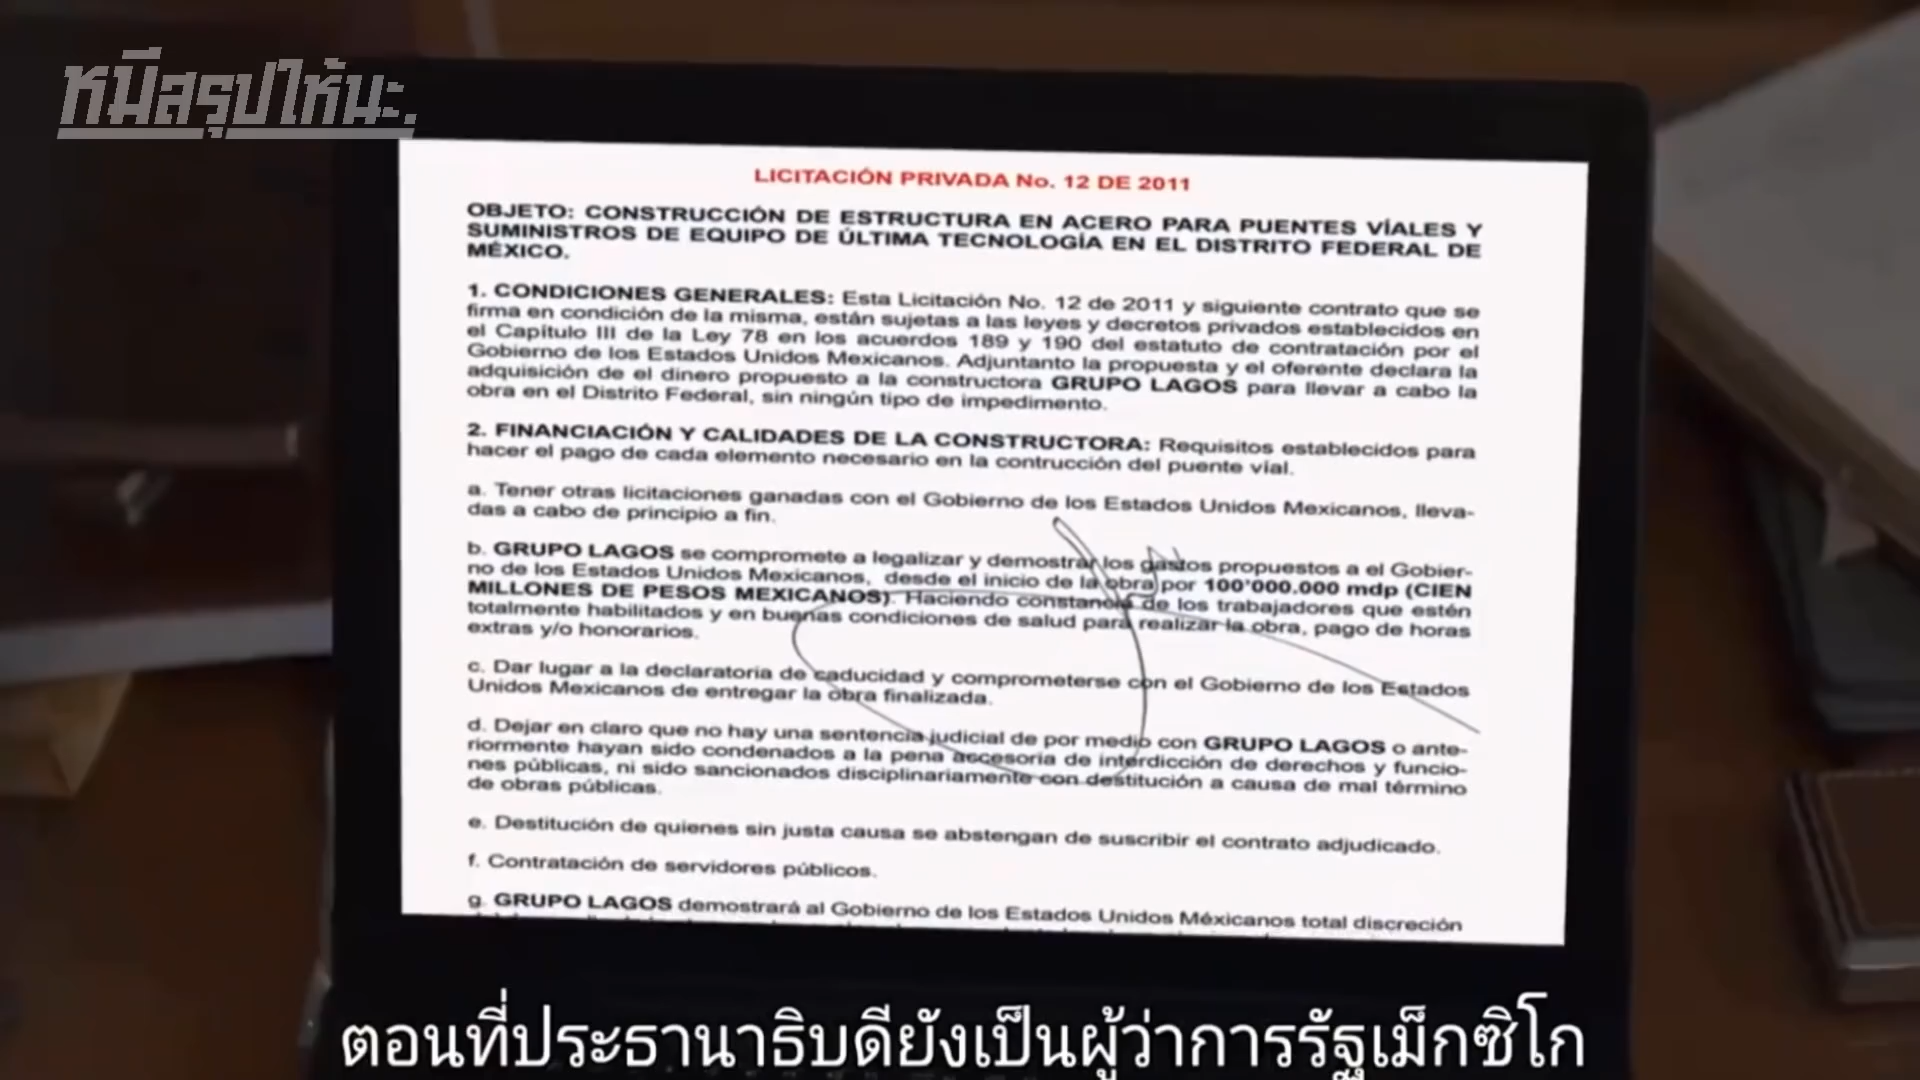 หมีสรุปให้นะ.
LICITACIÓN PRIVADA No. 12 DE 2011
OBJETO: CONSTRUCCIÓN DE ESTRUCTURA EN ACERO PARA PUENTES VÍALES Y
SUMINISTROS DE EQUIPO DE ÚLTIMA TECNOLOGÍA EN EL DISTRITO FEDERAL DE
MÉXICO.
1. CONDICIONES GENERALES: Esta Licitación No. 12 de 2011 y siguiente contrato que se
firma en condición de la misma, están sujetas a las leyes y decretos privados establecidos en
el Capítulo III de la Ley 78 en los acuerdos 189 y 190 del estatuto de contratación por el
Gobierno de los Estados Unidos Mexicanos. Adjuntanto la propuesta y el oferente declara la
adquisición de el dinero propuesto a la constructora GRUPO LAGOS para llevar a cabo la
obra en el Distrito Federal, sin ningún tipo de impedimento.
2. FINANCIACIÓN Y CALIDADES DE LA CONSTRUCTORA: Requisitos establecidos para
hacer el pago de cada elemento necesario en la contrucción del puente víal.
a. Tener otras licitaciones ganadas con el Gobierno de los Estados Unidos Mexicanos, lleva-
das a cabo de principio a fin.
b. GRUPO LAGOS se compromete a legalizar y demostrar los gastos propuestos a el Gobier-
no de los Estados Unidos Mexicanos, desde el inicio de la obra por 100'000.000 mdp (CIEN
MILLONES DE PESOS MEXICANOS). Haciendo constancia de los trabajadores que estén
totalmente habilitados y en buenas condiciones de salud para realizar la obra, pago de horas
extras y/o honorarios.
c. Dar lugar a la declaratoria de caducidad y comprometerse con el Gobierno de los Estados
Unidos Mexicanos de entregar la obra finalizada.
d. Dejar en claro que no hay una sentencia judicial de por medio con GRUPO LAGOS o ante-
riormente hayan sido condenados a la pena accesoria de interdicción de derechos y funcio-
nes públicas, ni sido sancionados disciplinariamente con destitución a causa de mal término
de obras públicas.
e. Destitución de quienes sin justa causa se abstengan de suscribir el contrato adjudicado.
f. Contratación de servidores públicos.
g. GRUPO LAGOS demostrará al Gobierno de los Estados Unidos Méxicanos total discreción
ตอนที่ประธานาธิบดียังเป็นผู้ว่าการรัฐเม็กซิโก